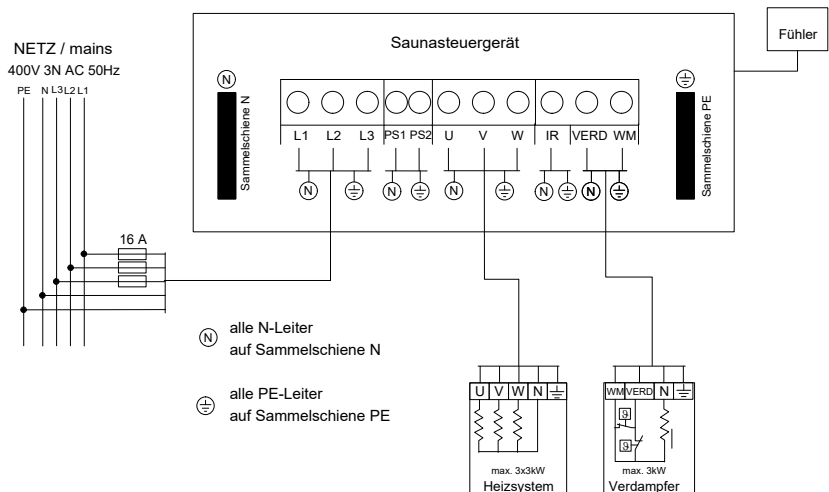 NETZ / mains
400V 3N AC 50Hz
PE N L3 L2 L1
16 A
Saunasteuergerät
Fühler
N
Sammelschiene N
L1 L2 L3 PS1 PS2 U V W IR VERD WM
N N N N N
Sammelschiene PE
N alle N-Leiter
auf Sammelschiene N
alle PE-Leiter
auf Sammelschiene PE
U V W N
max. 3x3kW
Heizsystem
WM VERD N
ϑ
ϑ
max. 3kW
Verdampfer